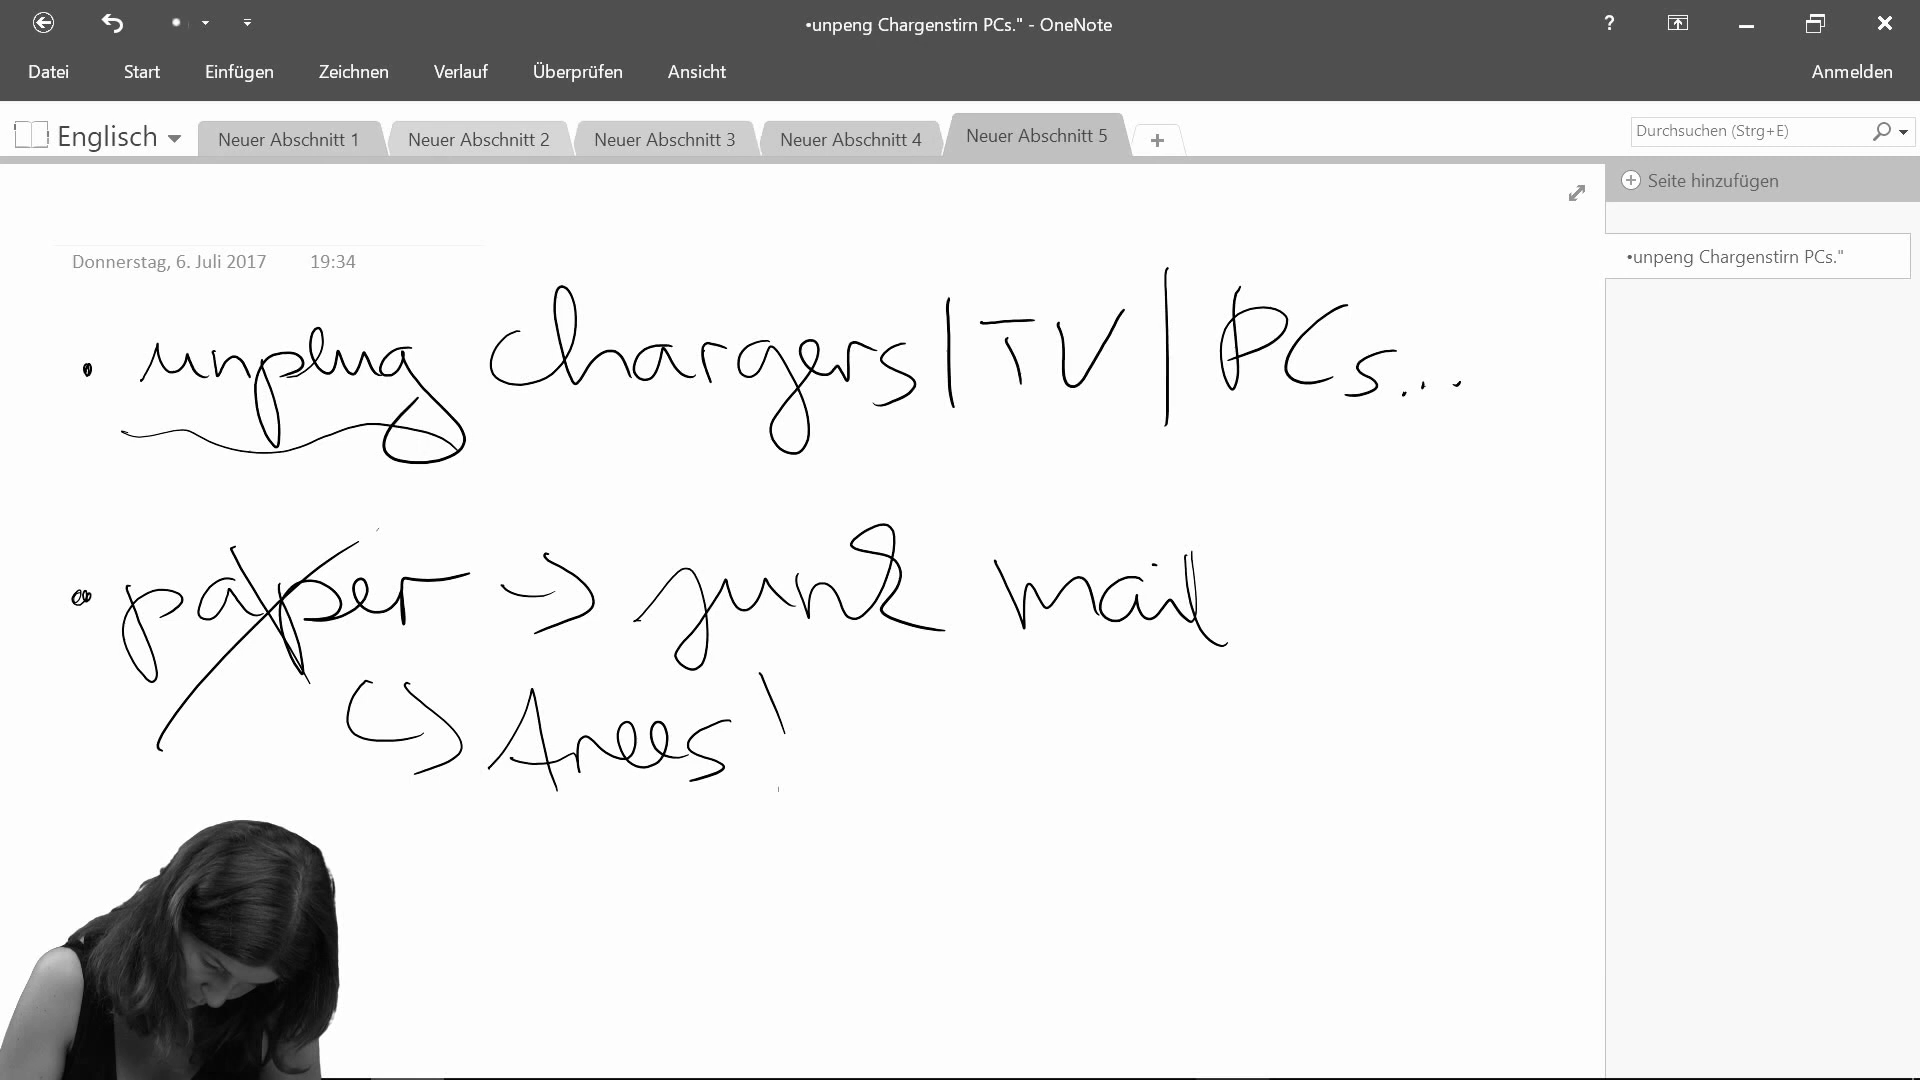 •unpeng Chargenstirn PCs." - OneNote
?
Datei Start Einfügen Zeichnen Verlauf Überprüfen Ansicht Anmelden
Englisch Neuer Abschnitt 1 Neuer Abschnitt 2 Neuer Abschnitt 3 Neuer Abschnitt 4 Neuer Abschnitt 5 + Durchsuchen (Strg+E)
Seite hinzufügen
•unpeng Chargenstirn PCs."
Donnerstag, 6. Juli 2017 19:34
• unplug chargers | TV | PCs...
• paper → junk mail
↪ trees!